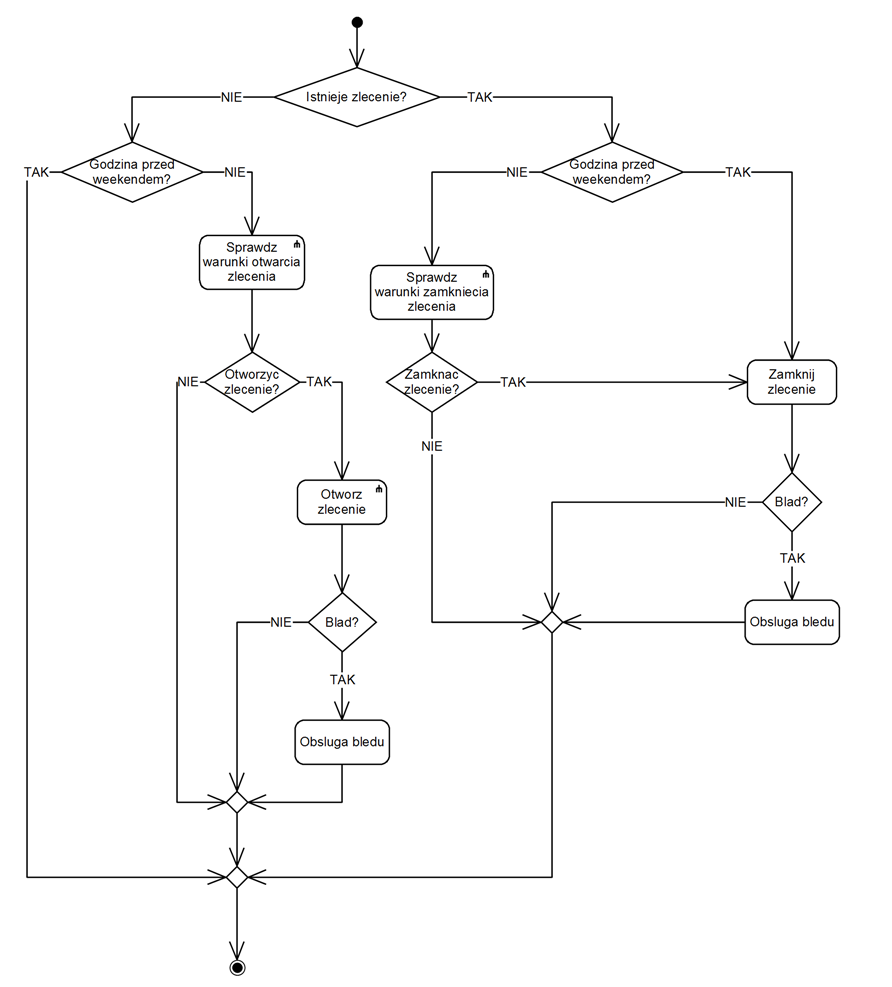 Istnieje zlecenie?
NIE
TAK
Godzina przed
weekendem?
TAK
NIE
Godzina przed
weekendem?
NIE
TAK
Sprawdz
warunki otwarcia
zlecenia
Sprawdz
warunki zamkniecia
zlecenia
Otworzyc
zlecenie?
NIE
TAK
Zamknac
zlecenie?
TAK
NIE
Zamknij
zlecenie
Otworz
zlecenie
Blad?
NIE
TAK
Blad?
NIE
TAK
Obsluga bledu
Obsluga bledu